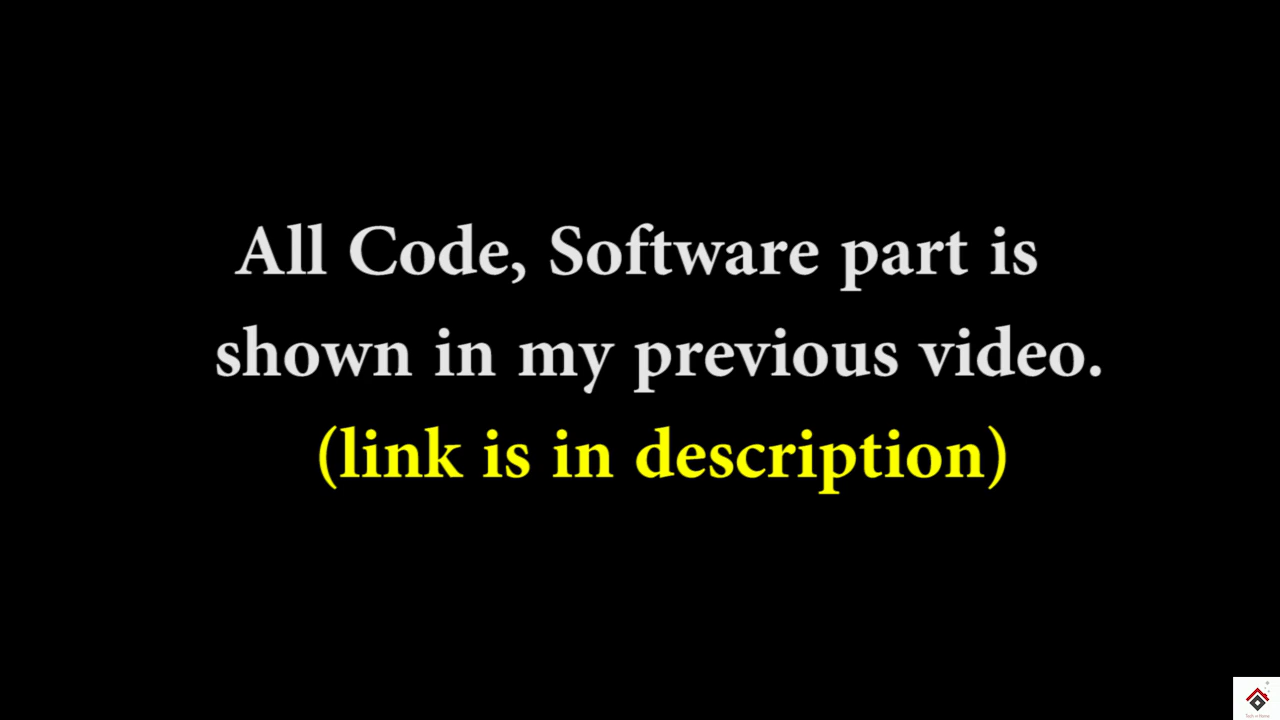 All Code, Software part is
shown in my previous video.
(link is in description)